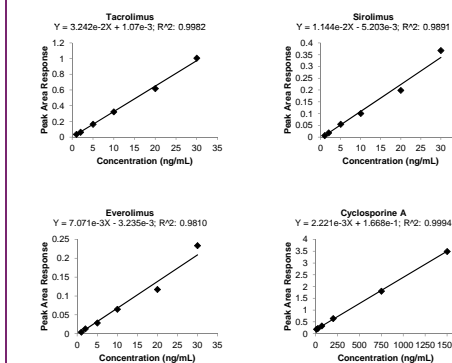 Tacrolimus
Y = 3.242e-2X + 1.07e-3; R^2: 0.9982
1.2
1
0.8
0.6
0.4
0.2
0
0 5 10 15 20 25 30 35
Peak Area Response
Concentration (ng/mL)
Sirolimus
Y = 1.144e-2X - 5.203e-3; R^2: 0.9891
0.4
0.35
0.3
0.25
0.2
0.15
0.1
0.05
0
0 5 10 15 20 25 30
Peak Area Response
Concentration (ng/mL)
Everolimus
Y = 7.071e-3X - 3.235e-3; R^2: 0.9810
0.25
0.2
0.15
0.1
0.05
0
0 5 10 15 20 25 30 35
Peak Area Response
Concentration (ng/mL)
Cyclosporine A
Y = 2.221e-3X + 1.668e-1; R^2: 0.9994
4
3.5
3
2.5
2
1.5
1
0.5
0
0 250 500 750 1000 1250
Peak Area Response
Concentration (ng/mL)